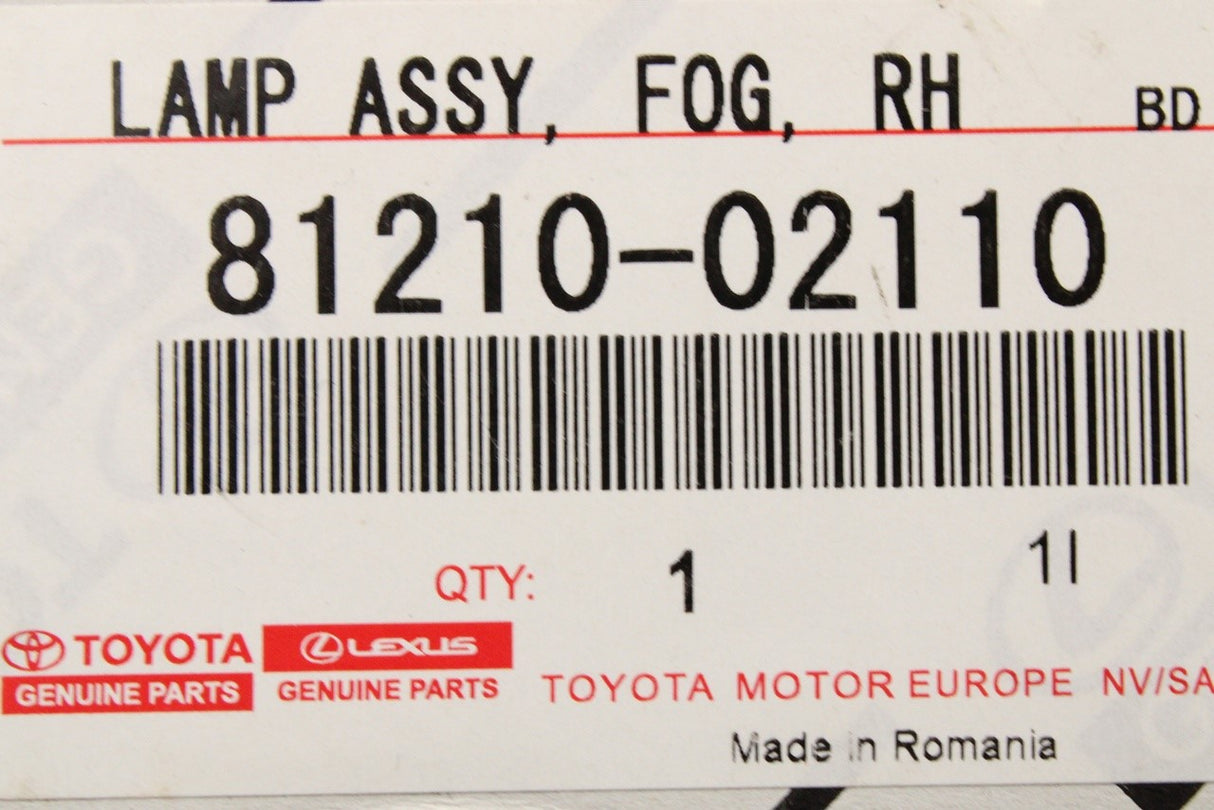 LAMP ASSY, FOG, RH BD
81210-02110
QTY: 1 1I
TOYOTA LEXUS
GENUINE PARTS GENUINE PARTS
TOYOTA MOTOR EUROPE NV/SA
Made in Romania